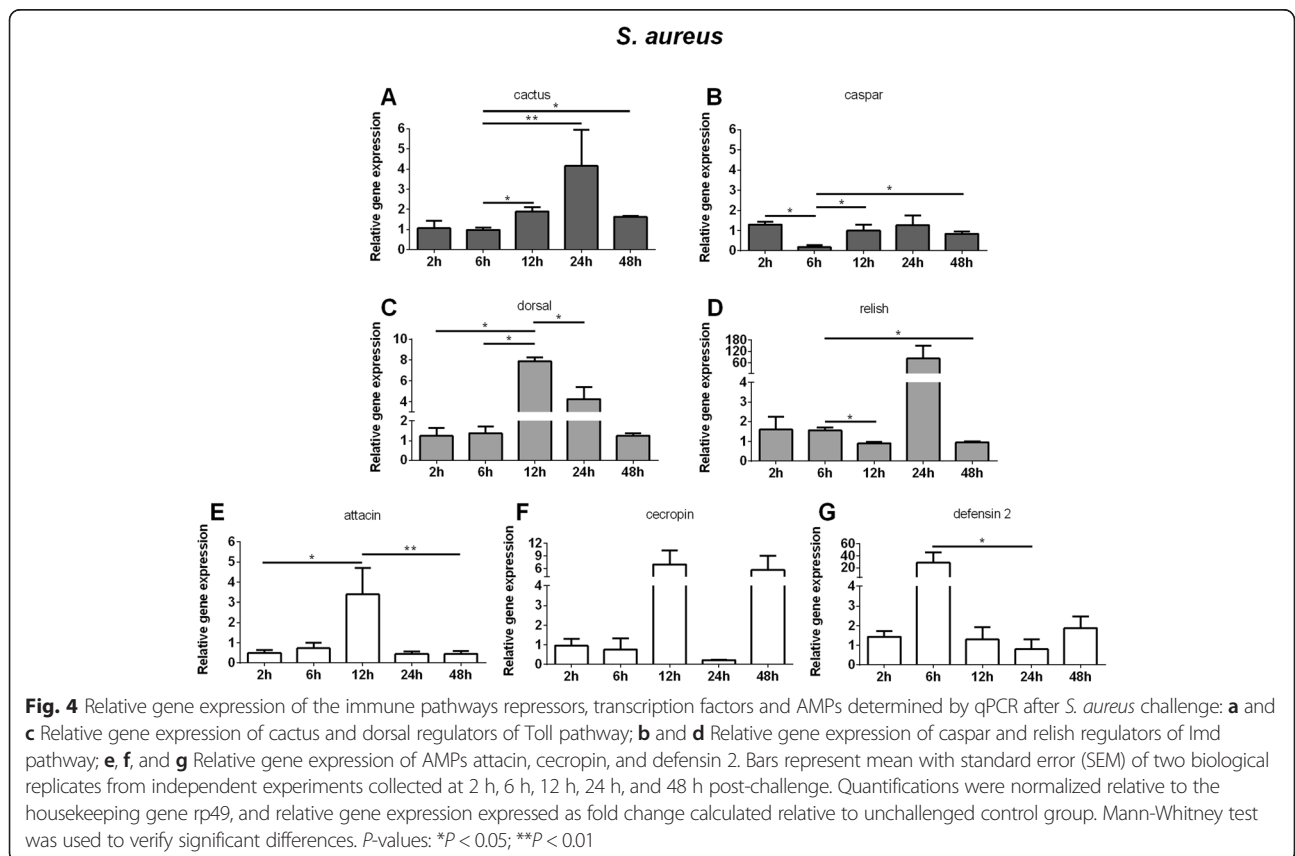 S. aureus
A
cactus
Relative gene expression
6
5
4
3
2
1
0
*
**
*
2h 6h 12h 24h 48h
B
caspar
Relative gene expression
6
5
4
3
2
1
0
*
* *
2h 6h 12h 24h 48h
C
dorsal
Relative gene expression
10
8
6
4
2
1
0
* *
*
2h 6h 12h 24h 48h
D
relish
Relative gene expression
180
120
60
4
3
2
1
0
*
*
2h 6h 12h 24h 48h
E
attacin
Relative gene expression
6
5
4
3
2
1
0
* **
2h 6h 12h 24h 48h
F
cecropin
Relative gene expression
12
9
6
4
3
2
1
0
2h 6h 12h 24h 48h
G
defensin 2
Relative gene expression
60
40
20
4
3
2
1
0
*
2h 6h 12h 24h 48h
Fig. 4 Relative gene expression of the immune pathways repressors, transcription factors and AMPs determined by qPCR after S. aureus challenge: a and
c Relative gene expression of cactus and dorsal regulators of Toll pathway; b and d Relative gene expression of caspar and relish regulators of Imd
pathway; e, f, and g Relative gene expression of AMPs attacin, cecropin, and defensin 2. Bars represent mean with standard error (SEM) of two biological
replicates from independent experiments collected at 2 h, 6 h, 12 h, 24 h, and 48 h post-challenge. Quantifications were normalized relative to the
housekeeping gene rp49, and relative gene expression expressed as fold change calculated relative to unchallenged control group. Mann-Whitney test
was used to verify significant differences. P-values: *P < 0.05; **P < 0.01